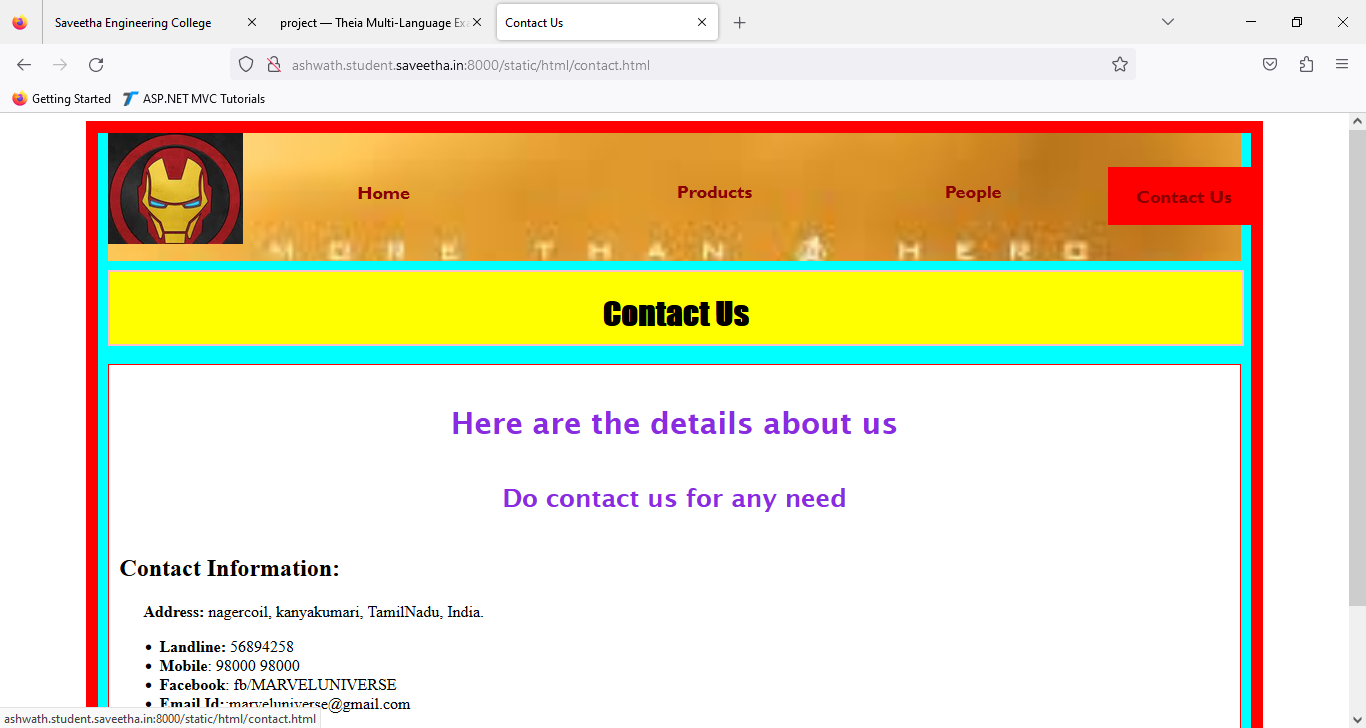 Saveetha Engineering College
project — Theia Multi-Language Exa
Contact Us
ashwath.student.saveetha.in:8000/static/html/contact.html
Getting Started
ASP.NET MVC Tutorials
Home
Products
People
Contact Us
MORE THAN A HERO
Contact Us
Here are the details about us
Do contact us for any need
Contact Information:
Address: nagercoil, kanyakumari, TamilNadu, India.
Landline: 56894258
Mobile: 98000 98000
Facebook: fb/MARVELUNIVERSE
Email Id::marveluniverse@gmail.com
ashwath.student.saveetha.in:8000/static/html/contact.html